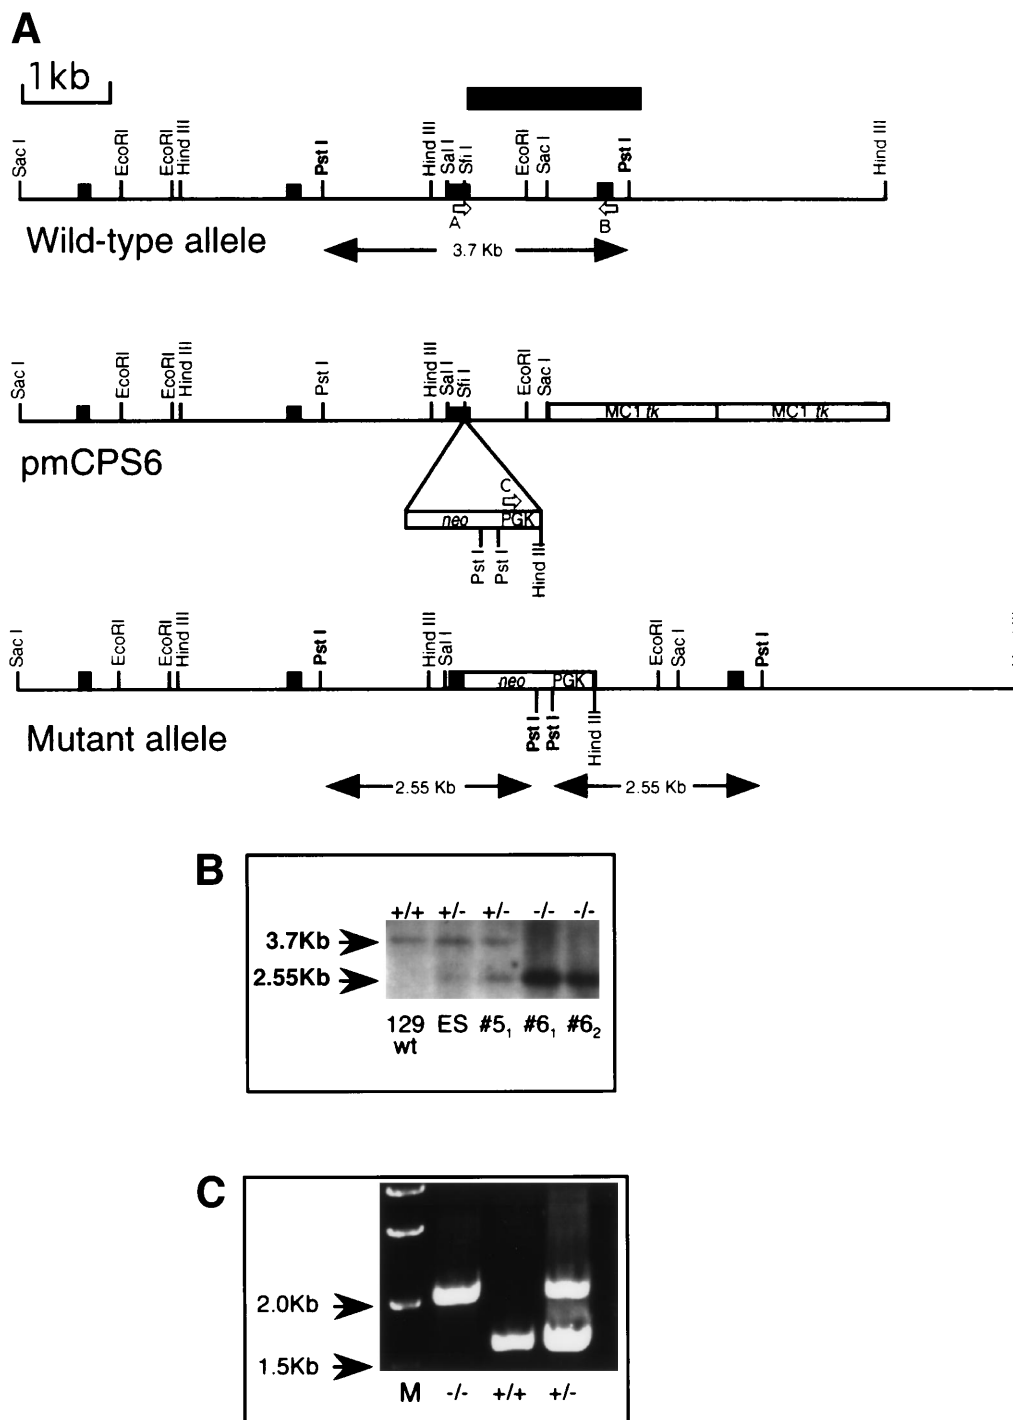 A
1kb
Sac I EcoRI EcoRI Hind III Pst I Hind III Sal I Sfi I EcoRI Sac I Pst I Hind III
A B
Wild-type allele
3.7 Kb
Sac I EcoRI EcoRI Hind III Pst I Hind III Sal I Sfi I EcoRI Sac I
MC1 tk MC1 tk
pmCPS6
C
neo PGK
Pst I Pst I Hind III
Sac I EcoRI EcoRI Hind III Pst I Hind III Sal I EcoRI Sac I Pst I
neo PGK
Pst I Pst I Hind III
Mutant allele
2.55 Kb 2.55 Kb
B
+/+ +/- +/- -/- -/-
3.7Kb
2.55Kb
129 ES #5₁ #6₁ #6₂
wt
C
2.0Kb
1.5Kb
M -/- +/+ +/-